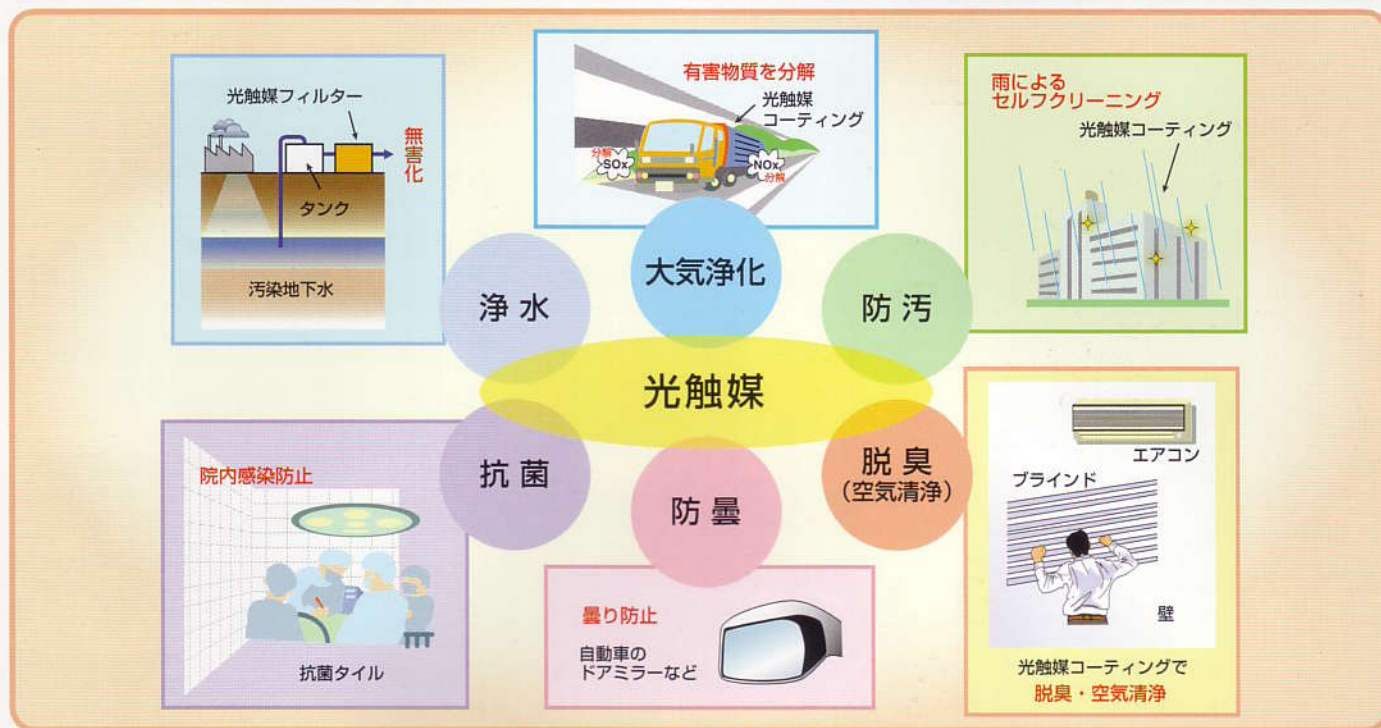 光触媒フィルター
無害化
タンク
汚染地下水
有害物質を分解
光触媒
コーティング
分解
SOx
NOx
分解
雨による
セルフクリーニング
光触媒コーティング
浄水
大気浄化
防汚
光触媒
抗菌
防曇
脱臭
（空気清浄）
院内感染防止
抗菌タイル
曇り防止
自動車の
ドアミラーなど
エアコン
ブラインド
壁
光触媒コーティングで
脱臭・空気清浄